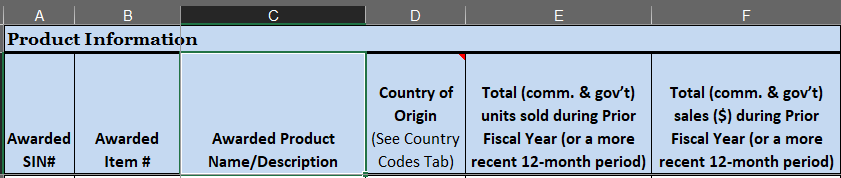 A B C D E F
Product Information
Awarded SIN#
Awarded Item #
Awarded Product Name/Description
Country of Origin (See Country Codes Tab)
Total (comm. & gov't) units sold during Prior Fiscal Year (or a more recent 12-month period)
Total (comm. & gov't) sales ($) during Prior Fiscal Year (or a more recent 12-month period)